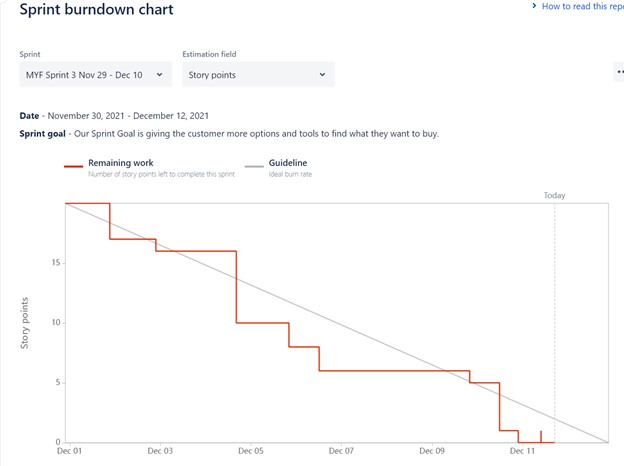 Sprint burndown chart
How to read this repo
Sprint
Estimation field
MYF Sprint 3 Nov 29 - Dec 10
Story points
Date - November 30, 2021 - December 12, 2021
Sprint goal - Our Sprint Goal is giving the customer more options and tools to find what they want to buy.
Remaining work
Number of story points left to complete this sprint
Guideline
Ideal burn rate
Today
15
10
5
0
Story points
Dec 01
Dec 03
Dec 05
Dec 07
Dec 09
Dec 11